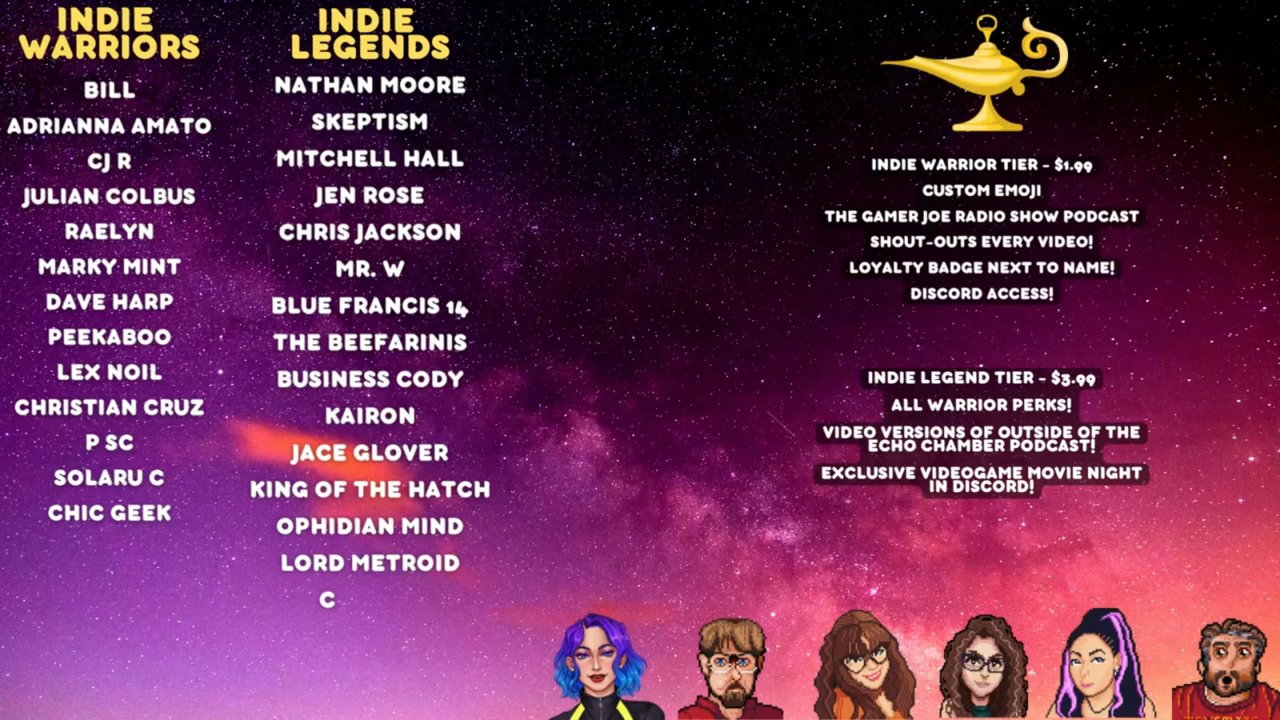 INDIE
WARRIORS
BILL
ADRIANNA AMATO
CJ R
JULIAN COLBUS
RAELYN
MARKY MINT
DAVE HARP
PEEKABOO
LEX NOIL
CHRISTIAN CRUZ
P SC
SOLARU C
CHIC GEEK
INDIE
LEGENDS
NATHAN MOORE
SKEPTISM
MITCHELL HALL
JEN ROSE
CHRIS JACKSON
MR. W
BLUE FRANCIS 14
THE BEEFARINIS
BUSINESS CODY
KAIRON
JACE GLOVER
KING OF THE HATCH
OPHIDIAN MIND
LORD METROID
C
INDIE WARRIOR TIER - $1.99
CUSTOM EMOJI
THE GAMER JOE RADIO SHOW PODCAST
SHOUT-OUTS EVERY VIDEO!
LOYALTY BADGE NEXT TO NAME!
DISCORD ACCESS!
INDIE LEGEND TIER - $3.99
ALL WARRIOR PERKS!
VIDEO VERSIONS OF OUTSIDE OF THE
ECHO CHAMBER PODCAST!
EXCLUSIVE VIDEOGAME MOVIE NIGHT
IN DISCORD!